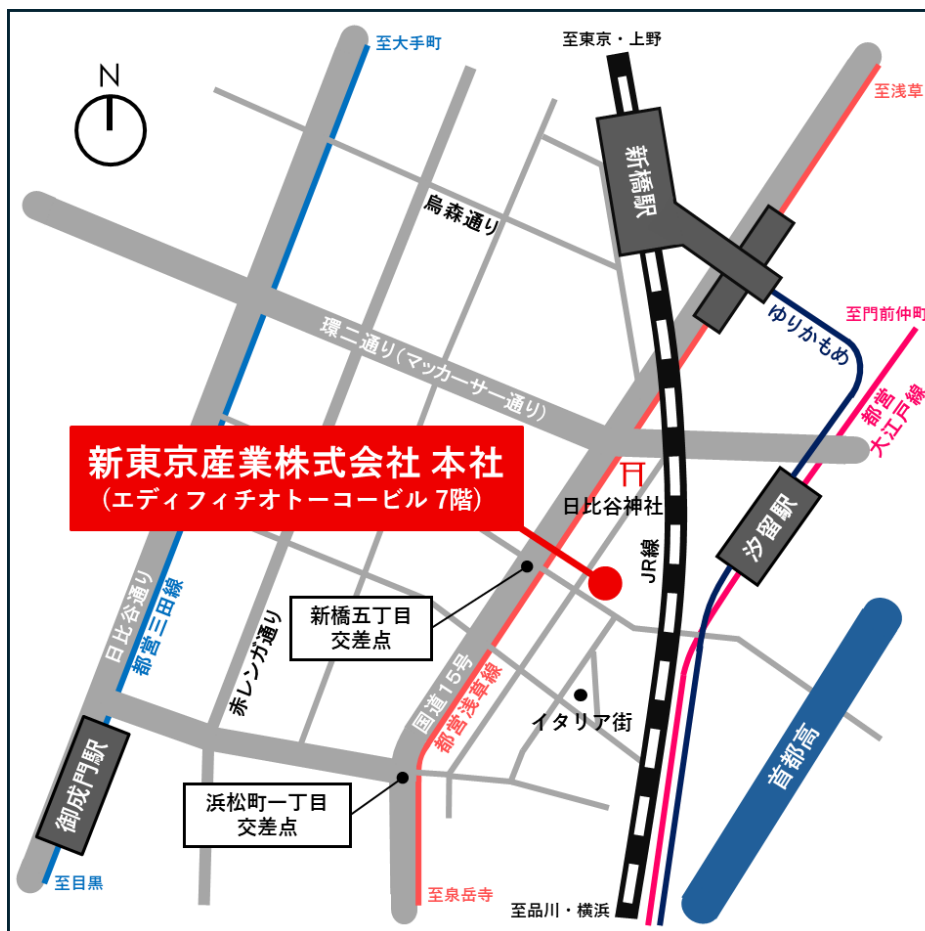 至大手町
至東京・上野
至浅草
N
新橋駅
烏森通り
ゆりかもめ
至門前仲町
環二通り(マッカーサー通り)
都営
大江戸線
新東京産業株式会社 本社
(エディフィチオトーコービル 7階)
日比谷神社
汐留駅
JR線
日比谷通り
都営三田線
赤レンガ通り
新橋五丁目
交差点
国道15号
都営浅草線
イタリア街
首都高
御成門駅
浜松町一丁目
交差点
至目黒
至泉岳寺
至品川・横浜